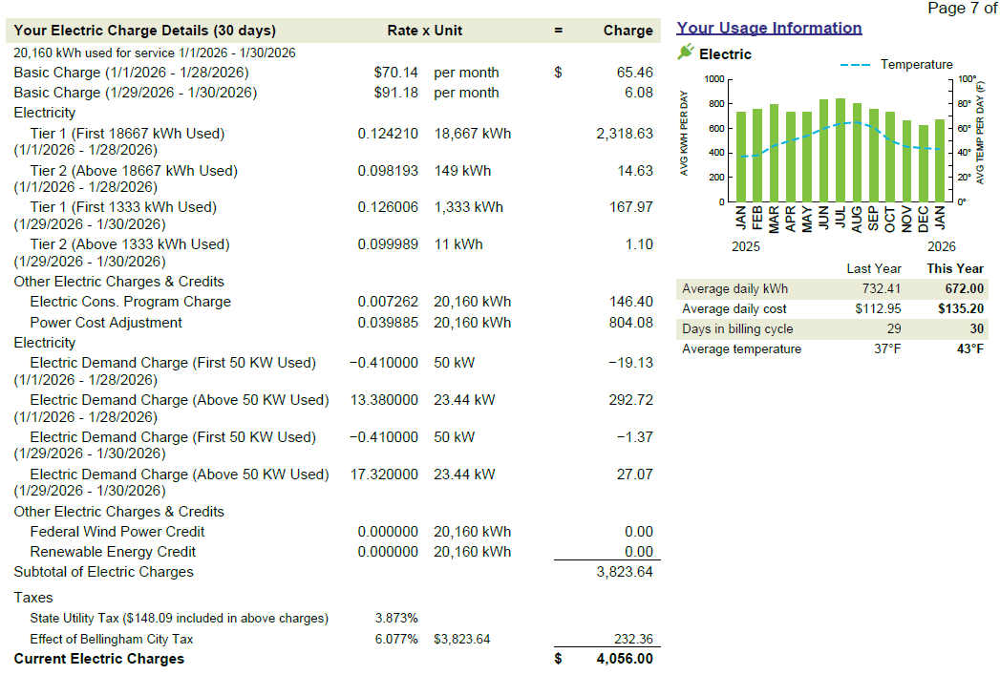 Page 7 of
Your Electric Charge Details (30 days) Rate x Unit = Charge
20,160 kWh used for service 1/1/2026 - 1/30/2026
Basic Charge (1/1/2026 - 1/28/2026) $70.14 per month $ 65.46
Basic Charge (1/29/2026 - 1/30/2026) $91.18 per month 6.08
Electricity
Tier 1 (First 18667 kWh Used) 0.124210 18,667 kWh 2,318.63
(1/1/2026 - 1/28/2026)
Tier 2 (Above 18667 kWh Used) 0.098193 149 kWh 14.63
(1/1/2026 - 1/28/2026)
Tier 1 (First 1333 kWh Used) 0.126006 1,333 kWh 167.97
(1/29/2026 - 1/30/2026)
Tier 2 (Above 1333 kWh Used) 0.099989 11 kWh 1.10
(1/29/2026 - 1/30/2026)
Other Electric Charges & Credits
Electric Cons. Program Charge 0.007262 20,160 kWh 146.40
Power Cost Adjustment 0.039885 20,160 kWh 804.08
Electricity
Electric Demand Charge (First 50 KW Used) −0.410000 50 kW −19.13
(1/1/2026 - 1/28/2026)
Electric Demand Charge (Above 50 KW Used) 13.380000 23.44 kW 292.72
(1/1/2026 - 1/28/2026)
Electric Demand Charge (First 50 KW Used) −0.410000 50 kW −1.37
(1/29/2026 - 1/30/2026)
Electric Demand Charge (Above 50 KW Used) 17.320000 23.44 kW 27.07
(1/29/2026 - 1/30/2026)
Other Electric Charges & Credits
Federal Wind Power Credit 0.000000 20,160 kWh 0.00
Renewable Energy Credit 0.000000 20,160 kWh 0.00
Subtotal of Electric Charges 3,823.64
Taxes
State Utility Tax ($148.09 included in above charges) 3.873%
Effect of Bellingham City Tax 6.077% $3,823.64 232.36
Current Electric Charges $ 4,056.00
Your Usage Information
Electric
Temperature
AVG KWH PER DAY
1000
800
600
400
200
0
100°
80°
60°
40°
20°
0°
AVG TEMP PER DAY (F)
JAN FEB MAR APR MAY JUN JUL AUG SEP OCT NOV DEC JAN
2025 2026
Last Year This Year
Average daily kWh 732.41 672.00
Average daily cost $112.95 $135.20
Days in billing cycle 29 30
Average temperature 37°F 43°F